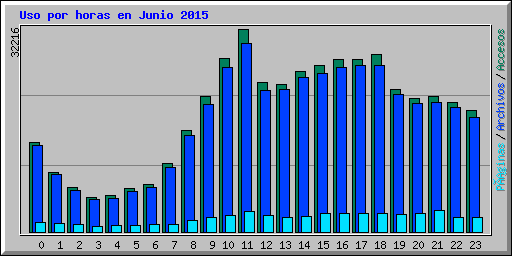 Uso por horas en Junio 2015
32216
PÃginas / Archivos / Accesos
0 1 2 3 4 5 6 7 8 9 10 11 12 13 14 15 16 17 18 19 20 21 22 23